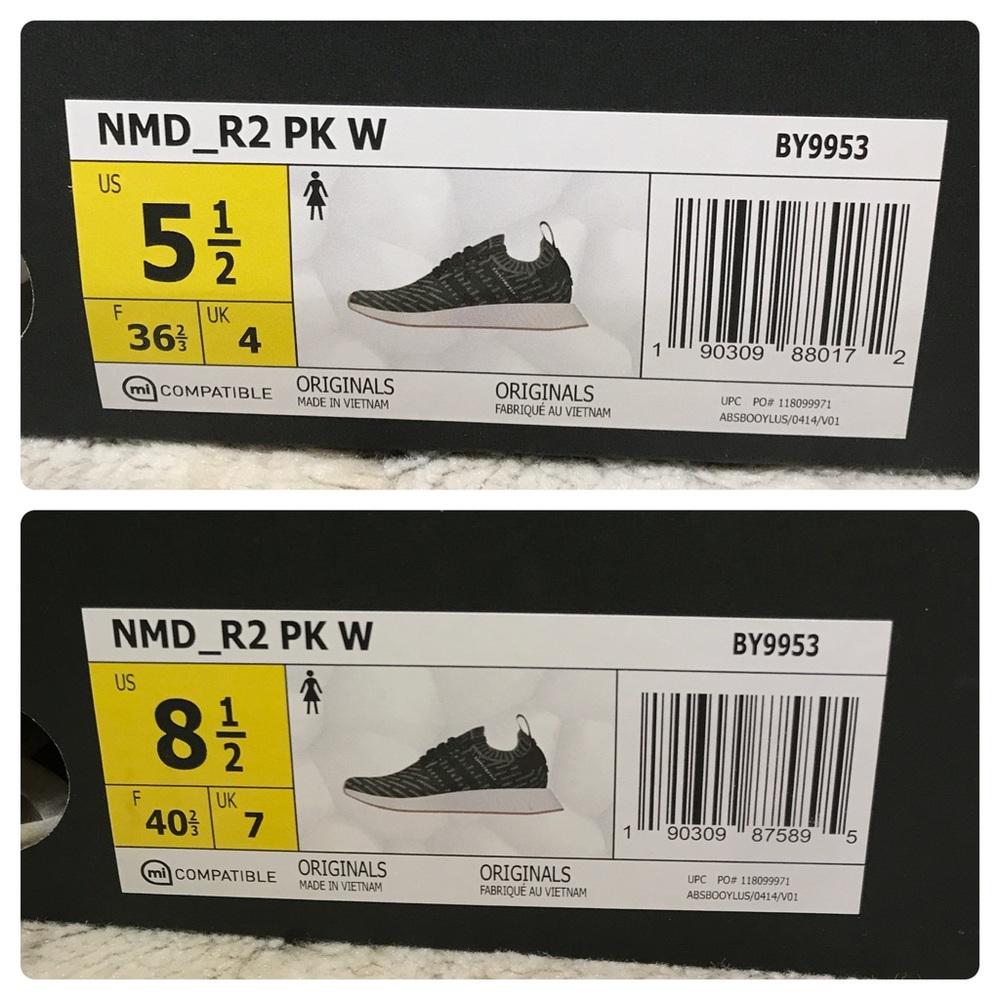 NMD_R2 PK W BY9953
US
5 1/2
F 36 2/3 UK 4
1 90309 88017 2
mi COMPATIBLE ORIGINALS ORIGINALS
MADE IN VIETNAM FABRIQUÉ AU VIETNAM
UPC PO# 118099971
ABSBOOYLUS/0414/V01
NMD_R2 PK W BY9953
US
8 1/2
F 40 2/3 UK 7
1 90309 87589 5
mi COMPATIBLE ORIGINALS ORIGINALS
MADE IN VIETNAM FABRIQUÉ AU VIETNAM
UPC PO# 118099971
ABSBOOYLUS/0414/V01